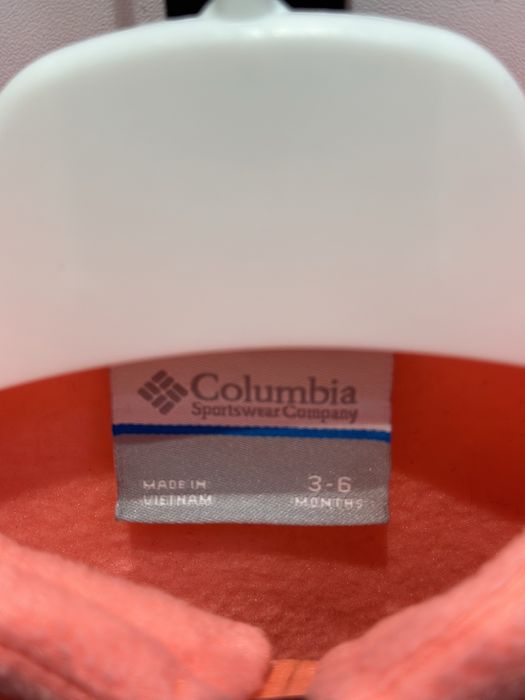 Columbia
Sportswear Company
MADE IN
VIETNAM
3-6
MONTHS